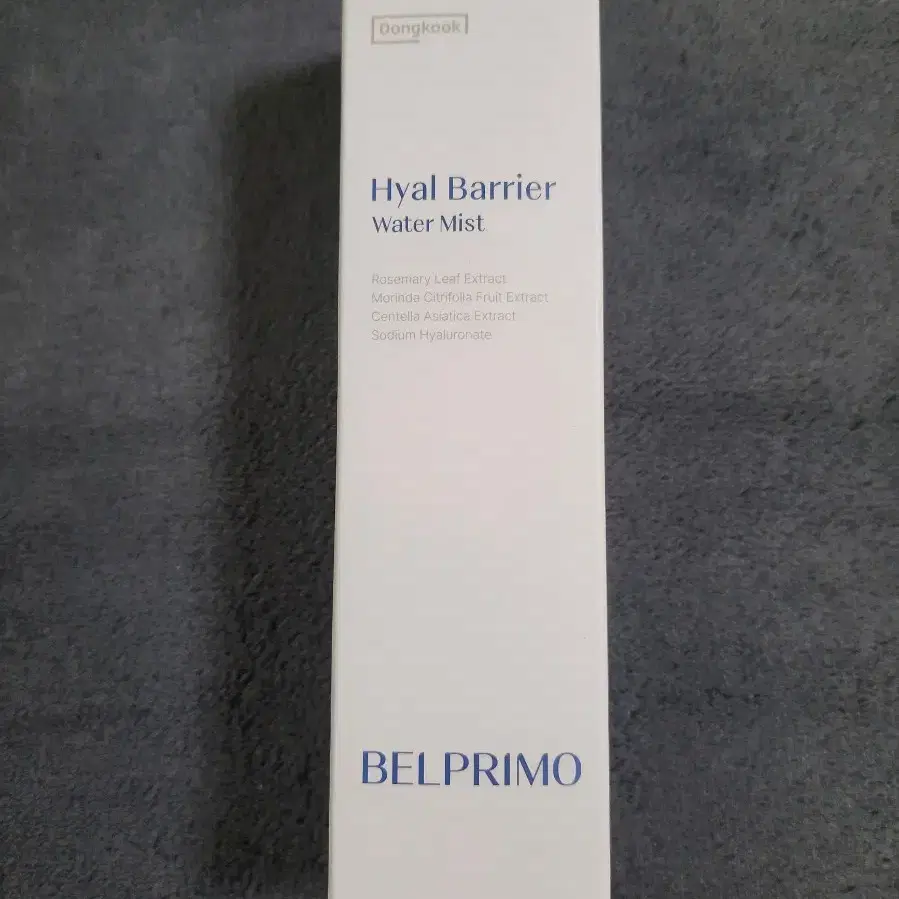 Dongkook
Hyal Barrier
Water Mist
Rosemary Leaf Extract
Morinda Citrifolia Fruit Extract
Centella Asiatica Extract
Sodium Hyaluronate
BELPRIMO